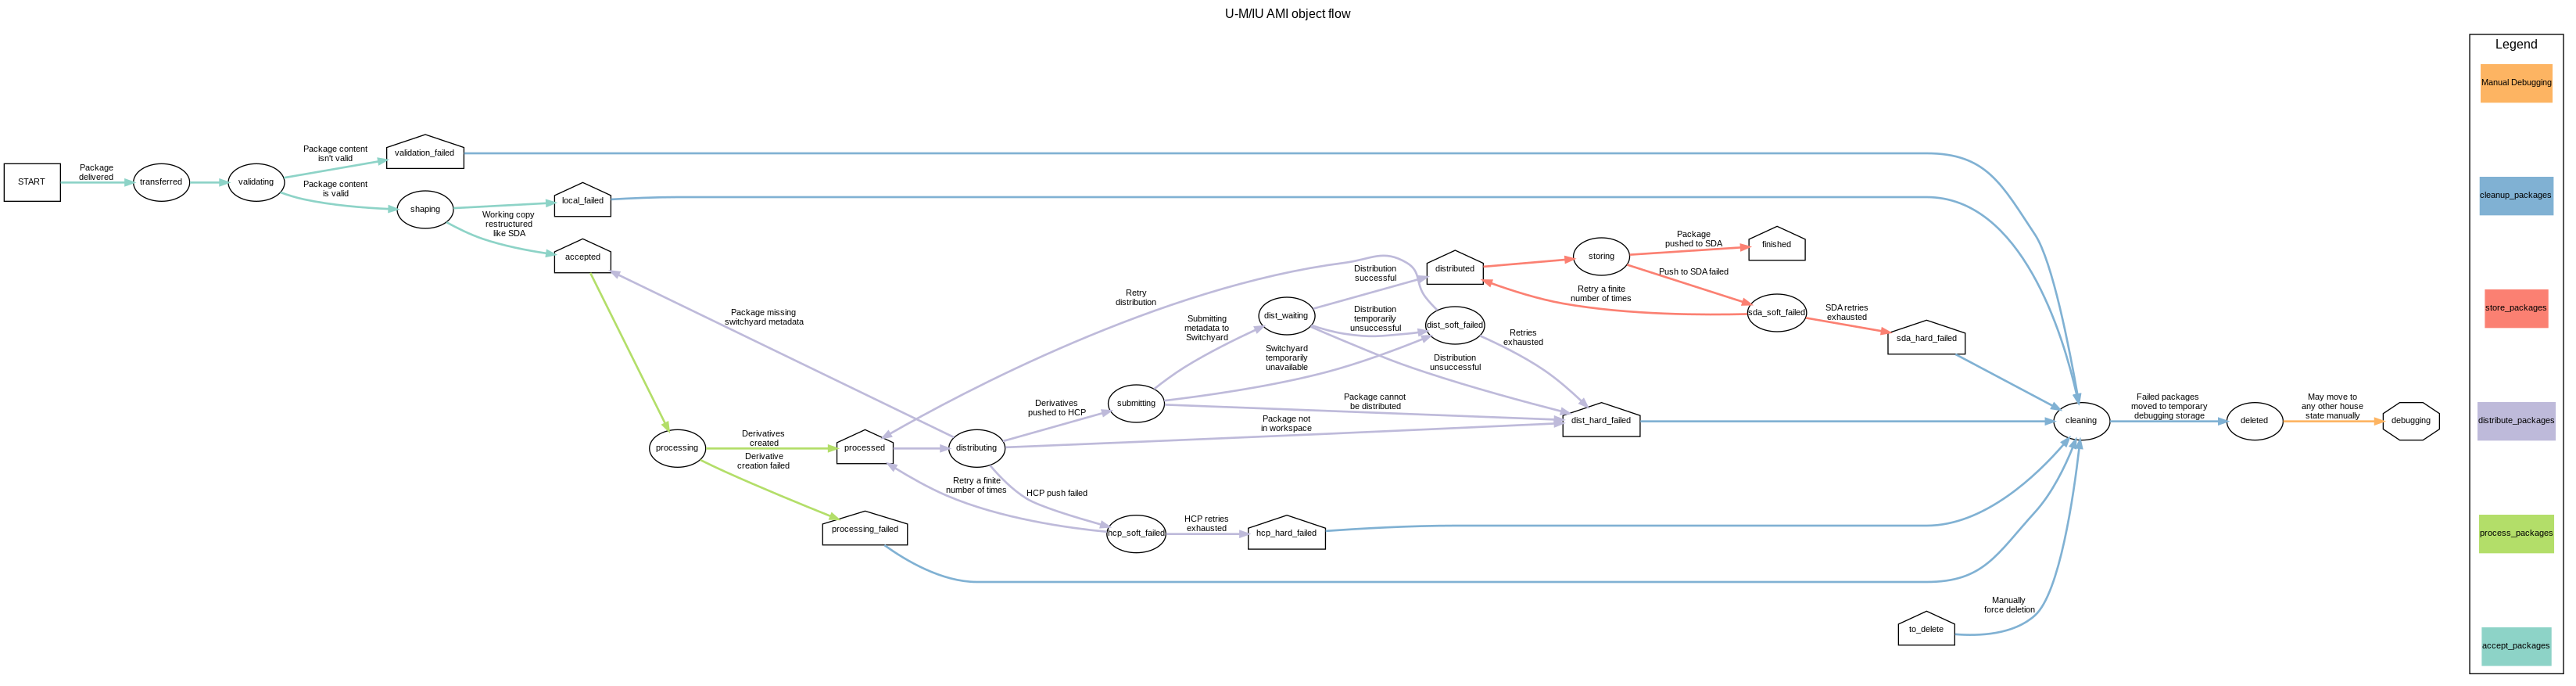 U-M/IU AMI object flow
Legend
Manual Debugging
cleanup_packages
store_packages
distribute_packages
process_packages
accept_packages
START
Package
delivered
transferred
validating
Package content
isn't valid
Package content
is valid
validation_failed
shaping
local_failed
Working copy
restructured
like SDA
accepted
Package missing
switchyard metadata
processing
Derivatives
created
Derivative
creation failed
processed
processing_failed
distributing
Retry a finite
number of times
Derivatives
pushed to HCP
HCP push failed
Retry
distribution
submitting
hcp_soft_failed
Submitting
metadata to
Switchyard
Switchyard
temporarily
unavailable
HCP retries
exhausted
hcp_hard_failed
Package not
in workspace
dist_waiting
Distribution
successful
Distribution
temporarily
unsuccessful
Package cannot
be distributed
distributed
dist_soft_failed
Distribution
unsuccessful
Retries
exhausted
dist_hard_failed
storing
Retry a finite
number of times
Package
pushed to SDA
Push to SDA failed
finished
sda_soft_failed
SDA retries
exhausted
sda_hard_failed
to_delete
Manually
force deletion
cleaning
Failed packages
moved to temporary
debugging storage
deleted
May move to
any other house
state manually
debugging